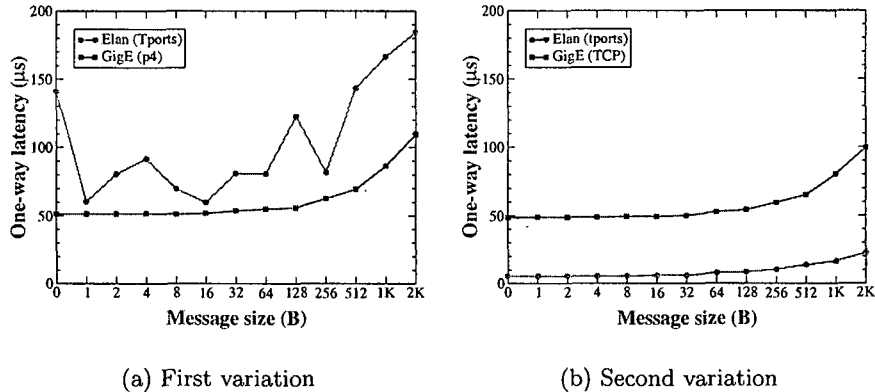 200
150
100
50
0
One-way latency (μs)
Elan (Tports)
GigE (p4)
0 1 2 4 8 16 32 64 128 256 512 1K 2K
Message size (B)
(a) First variation
200
150
100
50
0
One-way latency (μs)
Elan (tports)
GigE (TCP)
0 1 2 4 8 16 32 64 128 256 512 1K 2K
Message size (B)
(b) Second variation